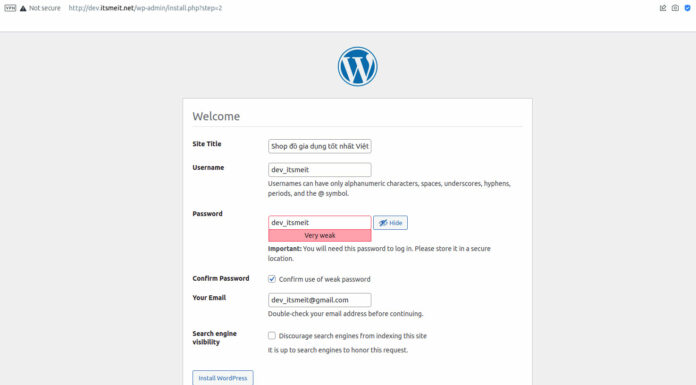 VPN Not secure http://dev.itsmeit.net/wp-admin/install.php?step=2
Welcome
Site Title Shop đồ gia dụng tốt nhất Việt
Username dev_itsmeit
Usernames can have only alphanumeric characters, spaces, underscores, hyphens,
periods, and the @ symbol.
Password dev_itsmeit Hide
Very weak
Important: You will need this password to log in. Please store it in a secure
location.
Confirm Password Confirm use of weak password
Your Email dev_itsmeit@gmail.com
Double-check your email address before continuing.
Search engine Discourage search engines from indexing this site
visibility
It is up to search engines to honor this request.
Install WordPress